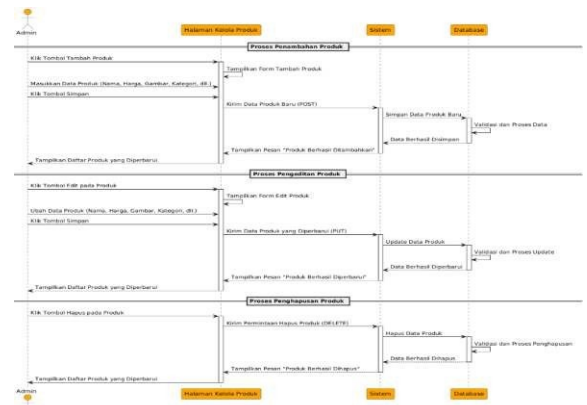 Admin
Halaman Kelola Produk
Sistem
Database
Proses Penambahan Produk
Klik Tombol Tambah Produk
Tampilkan Form Tambah Produk
Masukkan Data Produk (Nama, Harga, Gambar, Kategori, dll.)
Klik Tombol Simpan
Kirim Data Produk Baru (POST)
Simpan Data Produk Baru
Validasi dan Proses Data
Data Berhasil Disimpan
Tampilkan Pesan "Produk Berhasil Ditambahkan"
Tampilkan Daftar Produk yang Diperbarui
Proses Pengeditan Produk
Klik Tombol Edit pada Produk
Tampilkan Form Edit Produk
Ubah Data Produk (Nama, Harga, Gambar, Kategori, dll.)
Klik Tombol Simpan
Kirim Data Produk yang Diperbarui (PUT)
Update Data Produk
Validasi dan Proses Update
Data Berhasil Diperbarui
Tampilkan Pesan "Produk Berhasil Diperbarui"
Tampilkan Daftar Produk yang Diperbarui
Proses Penghapusan Produk
Klik Tombol Hapus pada Produk
Kirim Permintaan Hapus Produk (DELETE)
Hapus Data Produk
Validasi dan Proses Penghapusan
Data Berhasil Dihapus
Tampilkan Pesan "Produk Berhasil Dihapus"
Tampilkan Daftar Produk yang Diperbarui
Admin
Halaman Kelola Produk
Sistem
Database